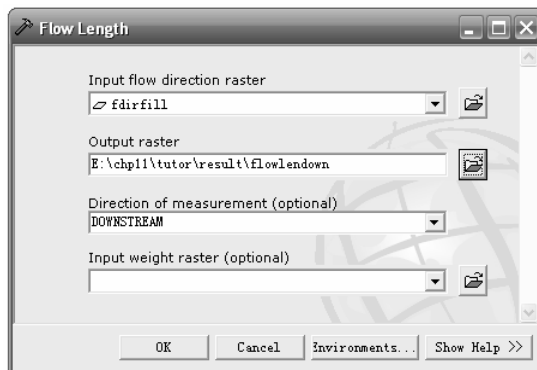 Flow Length
Input flow direction raster
fdirfill
Output raster
E:\chp11\tutor\result\flowlendown
Direction of measurement (optional)
DOWNSTREAM
Input weight raster (optional)
OK Cancel Environments... Show Help >>